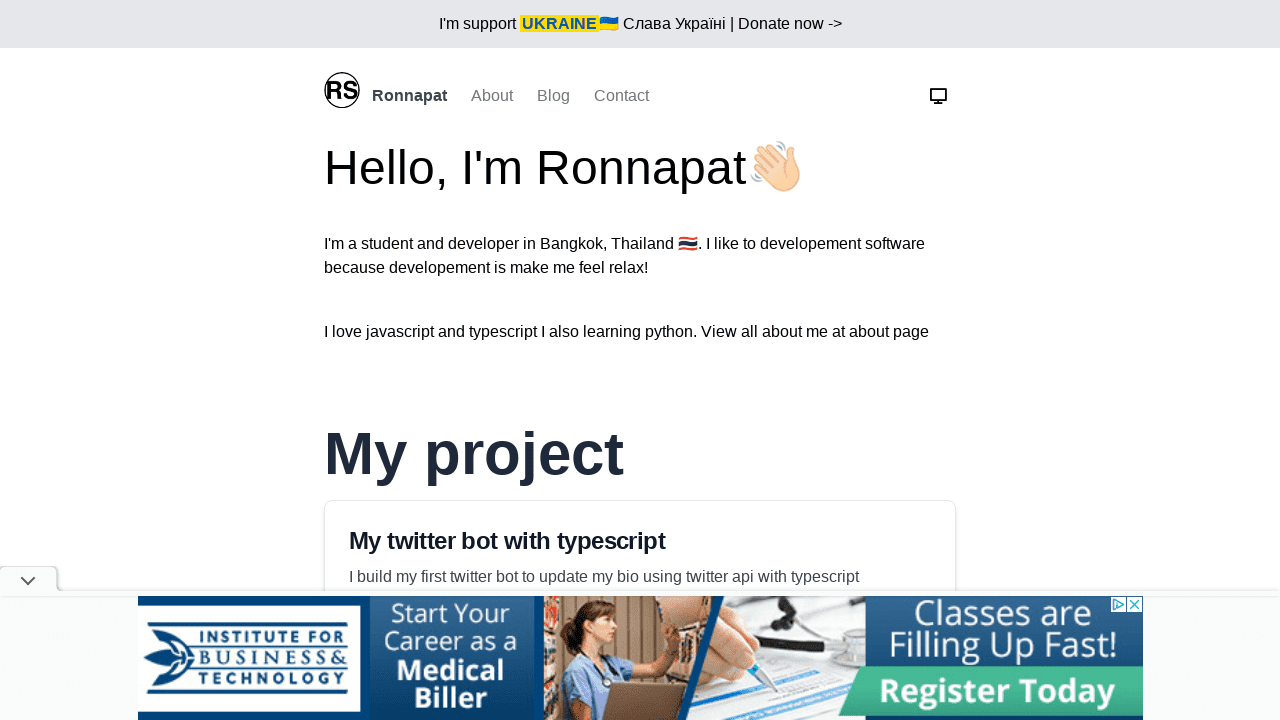 I'm support UKRAINE🇺🇦 Слава Україні | Donate now ->
RS Ronnapat About Blog Contact
Hello, I'm Ronnapat👋🏻
I'm a student and developer in Bangkok, Thailand 🇹🇭. I like to developement software
because developement is make me feel relax!
I love javascript and typescript I also learning python. View all about me at about page
My project
My twitter bot with typescript
I build my first twitter bot to update my bio using twitter api with typescript
INSTITUTE FOR
BUSINESS&
TECHNOLOGY
Start Your
Career as a
Medical
Biller
Classes are
Filling Up Fast!
Register Today